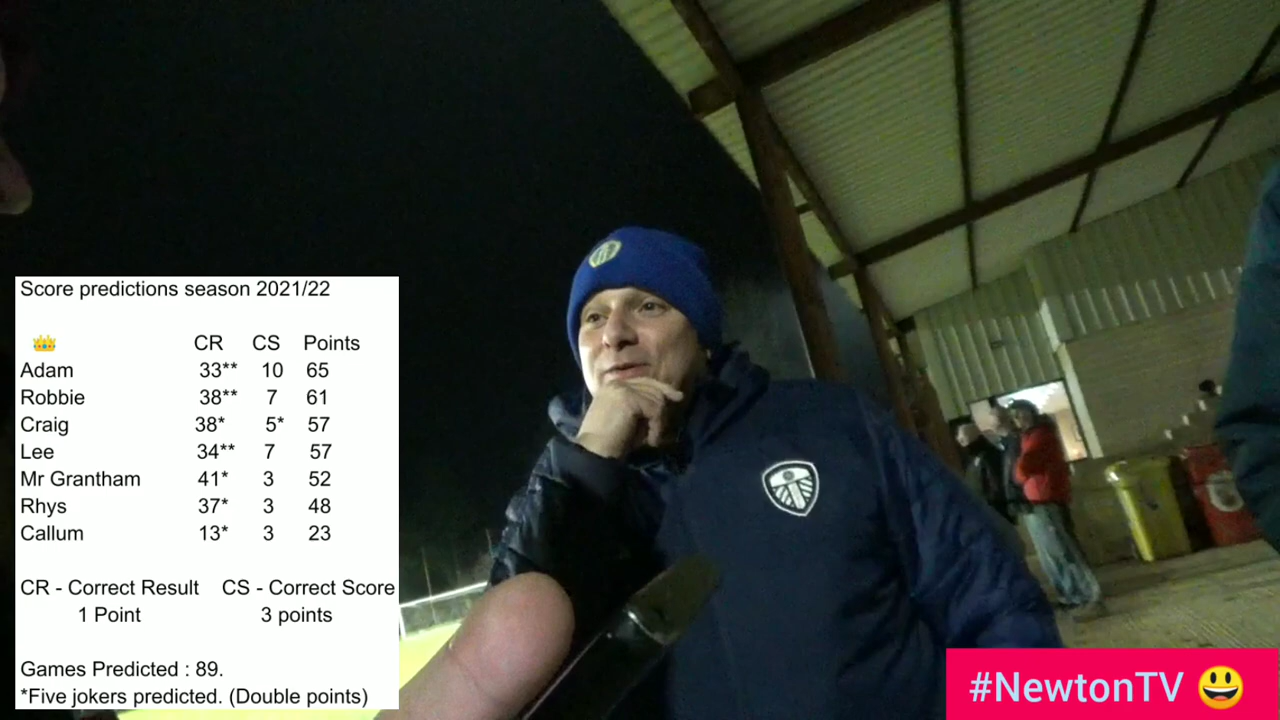 Score predictions season 2021/22
👑 CR CS Points
Adam 33** 10 65
Robbie 38** 7 61
Craig 38* 5* 57
Lee 34** 7 57
Mr Grantham 41* 3 52
Rhys 37* 3 48
Callum 13* 3 23
CR - Correct Result CS - Correct Score
1 Point 3 points
Games Predicted : 89.
*Five jokers predicted. (Double points)
#NewtonTV 😃